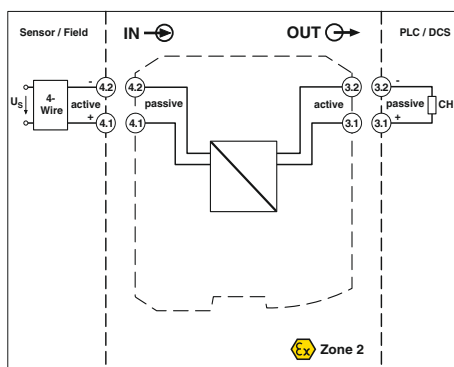 Sensor / Field
IN
OUT
PLC / DCS
- 4.2 4.2 3.2 3.2 -
US 4-Wire active passive active passive CH
+ 4.1 4.1 3.1 3.1 +
Ex Zone 2